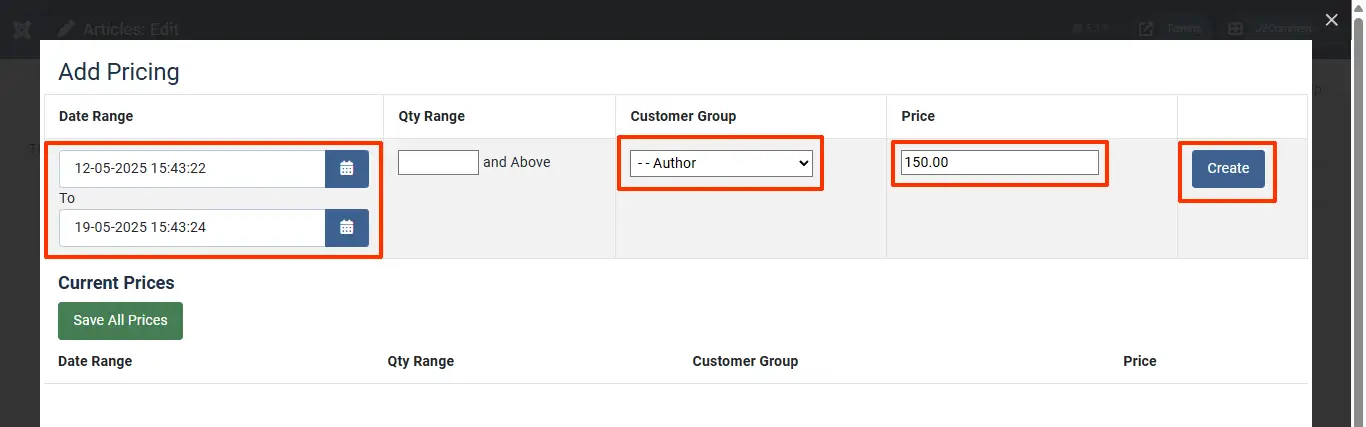 Articles: Edit
Add Pricing
Date Range Qty Range Customer Group Price
12-05-2025 15:43:22
To
19-05-2025 15:43:24
and Above
- - Author
150.00
Create
Current Prices
Save All Prices
Date Range Qty Range Customer Group Price